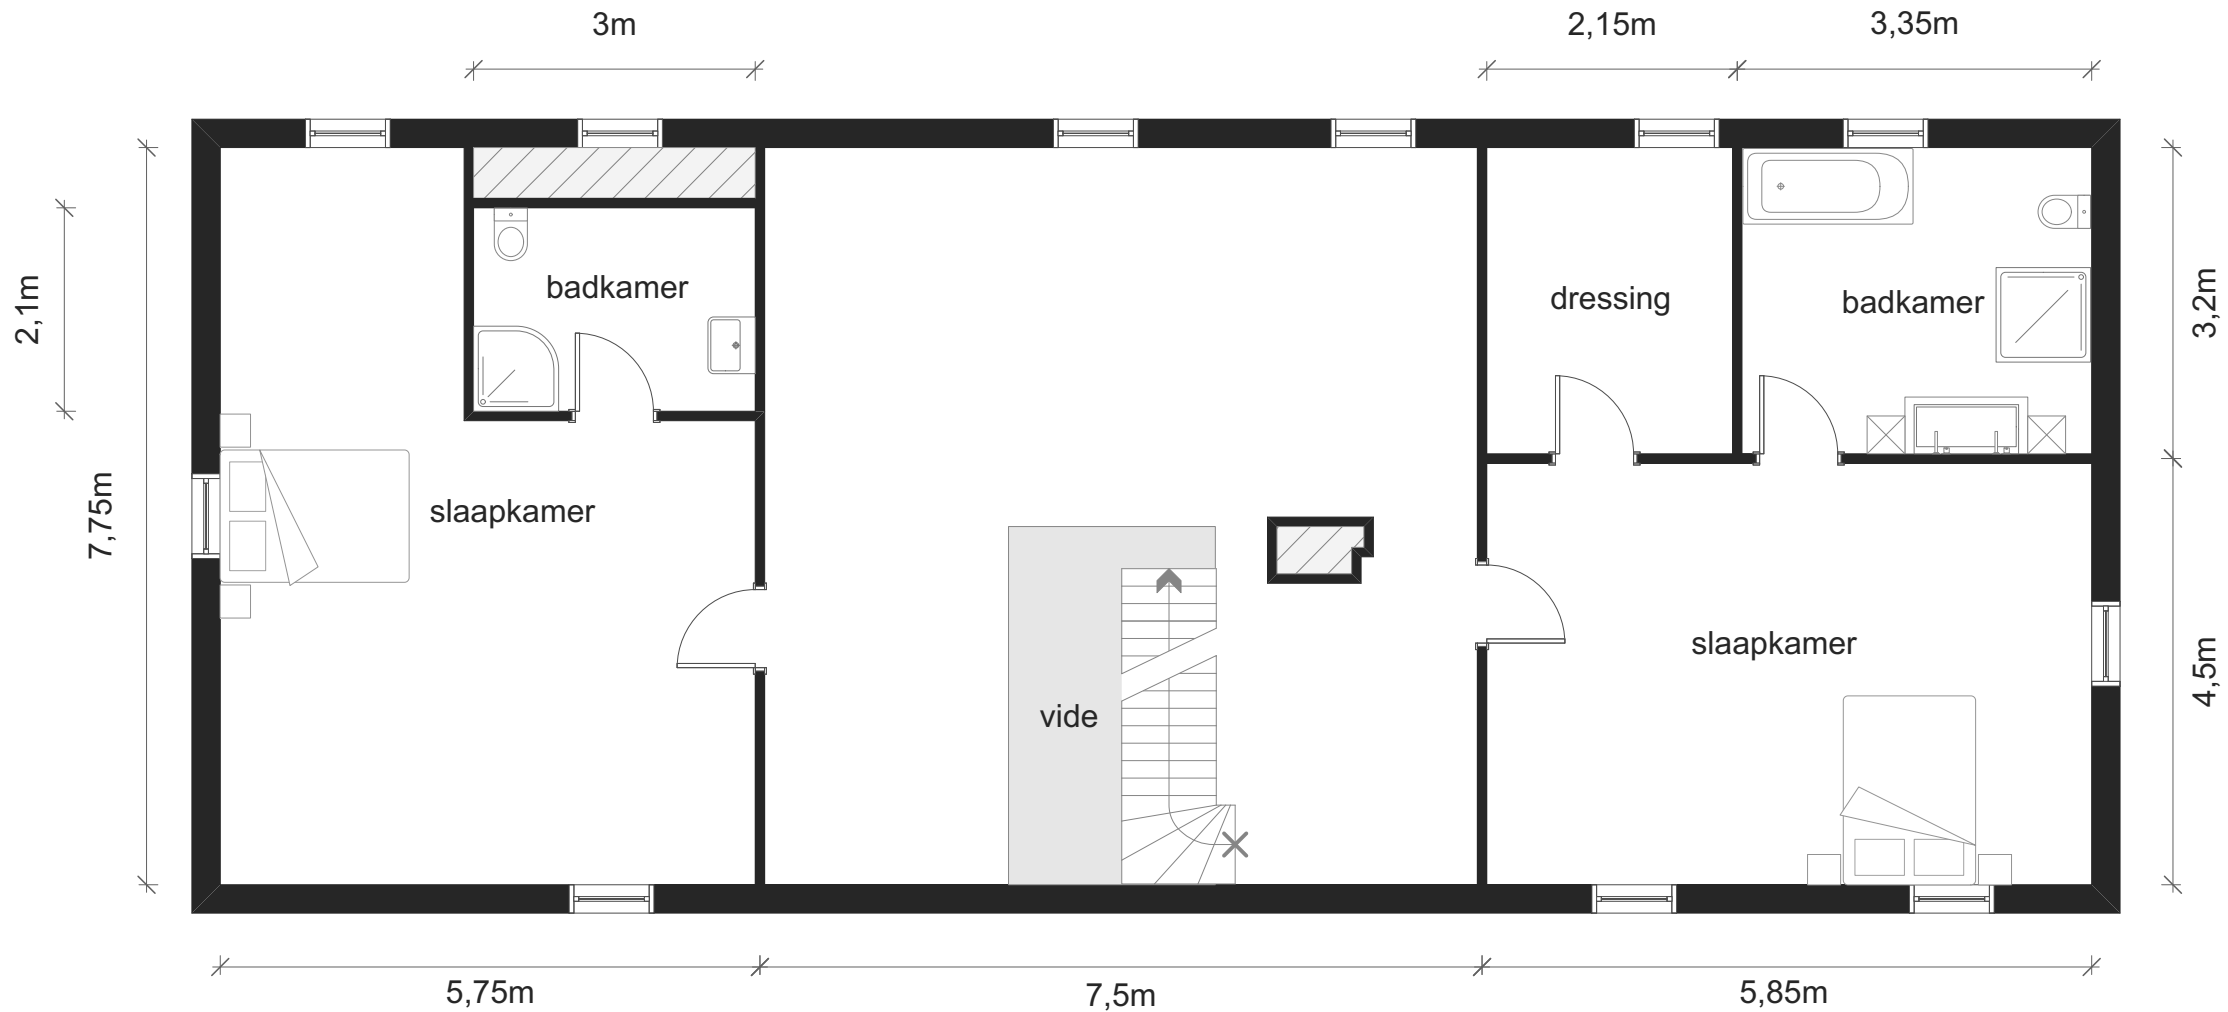 3m
2,15m
3,35m
2,1m
badkamer
dressing
badkamer
3,2m
7,75m
slaapkamer
slaapkamer
4,5m
vide
5,75m
7,5m
5,85m